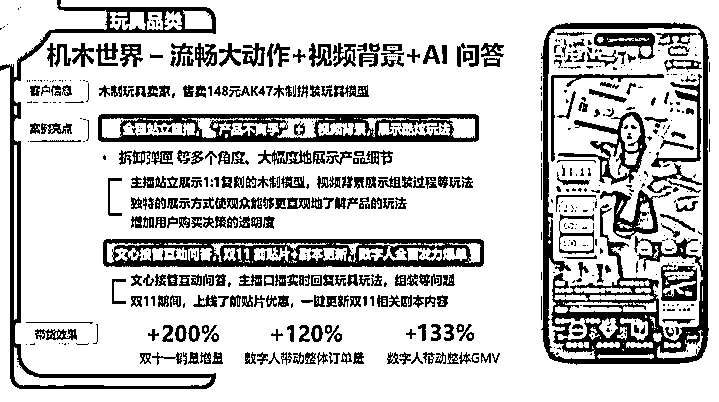 玩具品类
机木世界 – 流畅大动作+视频背景+AI 问答
客户信息
木制玩具卖家，售卖148元AK47木制拼装玩具模型
案例亮点
全程站立直播，“产品不离手” 视频背景，展示游戏玩法
• 拆卸弹匣 等多个角度、大幅度地展示产品细节
主播站立展示1:1复刻的木制模型，视频背景展示组装过程等玩法
独特的展示方式使观众能够更直观地了解产品的玩法
增加用户购买决策的透明度
文心接管互动问答，双11 前贴片+剧本更新，数字人全面发力爆单
文心接管互动问答，主播口播实时回复玩具玩法，组装等问题
双11期间，上线了前贴片优惠，一键更新双11相关剧本内容
带货效果
+200% +120% +133%
双十一销量增量 数字人带动整体订单量 数字人带动整体GMV
11.11